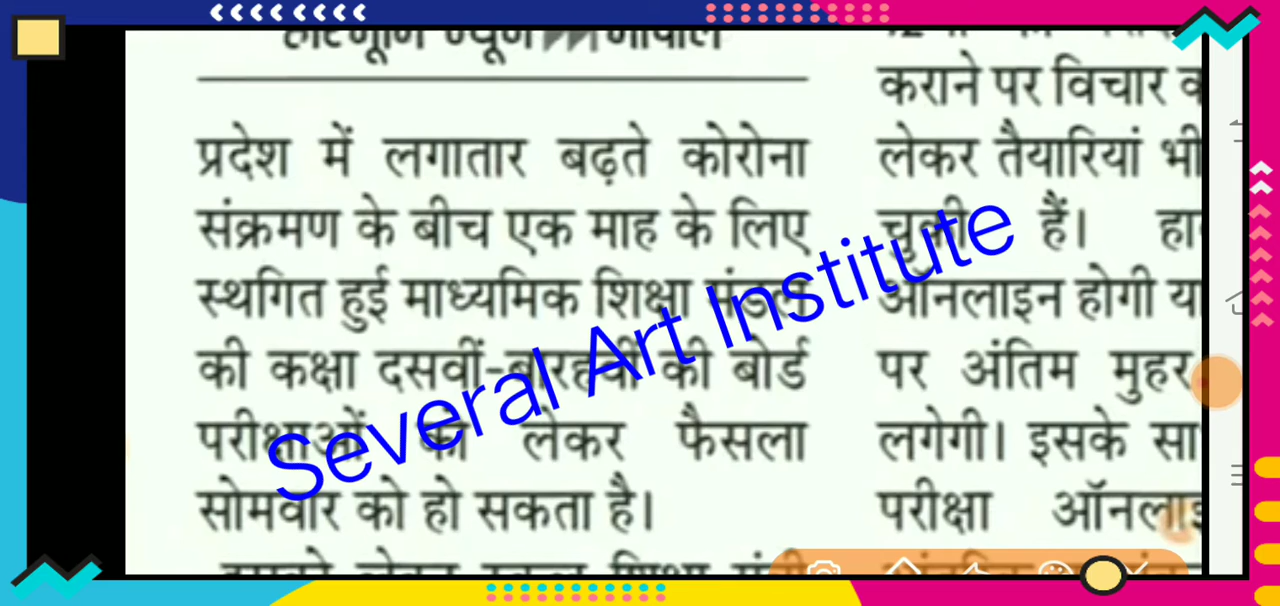 प्रदेश में लगातार बढ़ते कोरोना
संक्रमण के बीच एक माह के लिए
स्थगित हुई माध्यमिक शिक्षा मंडल
की कक्षा दसवीं-बारहवीं की बोर्ड
परीक्षाओं को लेकर फैसला
सोमवार को हो सकता है।
कराने पर विचार
लेकर तैयारियां भी
चुकी हैं।
ऑनलाइन होगी
पर अंतिम मुहर
लगेगी। इसके
परीक्षा
Several Art Institute